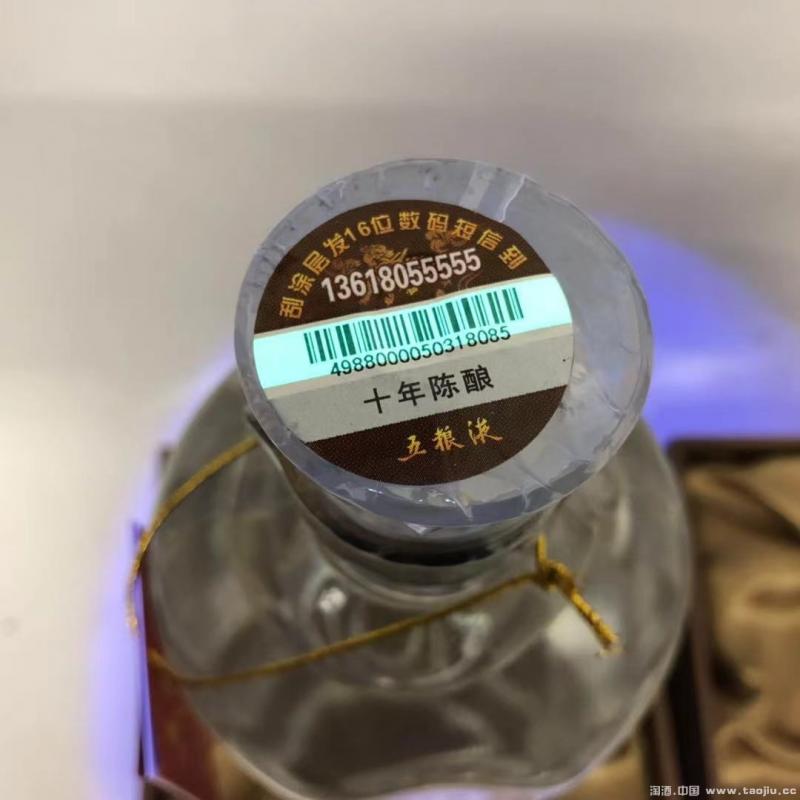 刮涂层发16位数码短信到
13618055555
4988000050318085
十年陈酿
五粮液
淘酒.中国 www.taojiu.cc